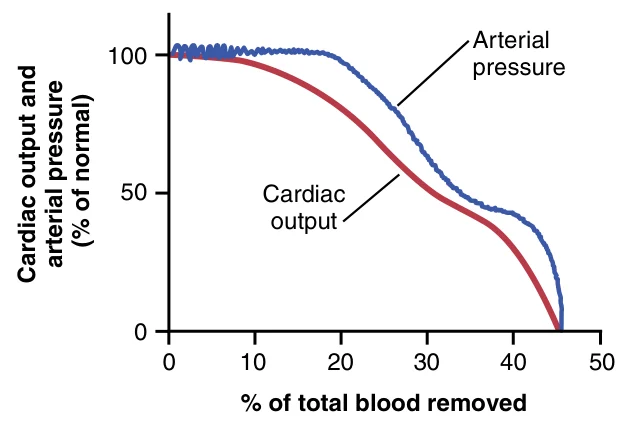 Cardiac output and
arterial pressure
(% of normal)
100
50
0
Arterial
pressure
Cardiac
output
0 10 20 30 40 50
% of total blood removed